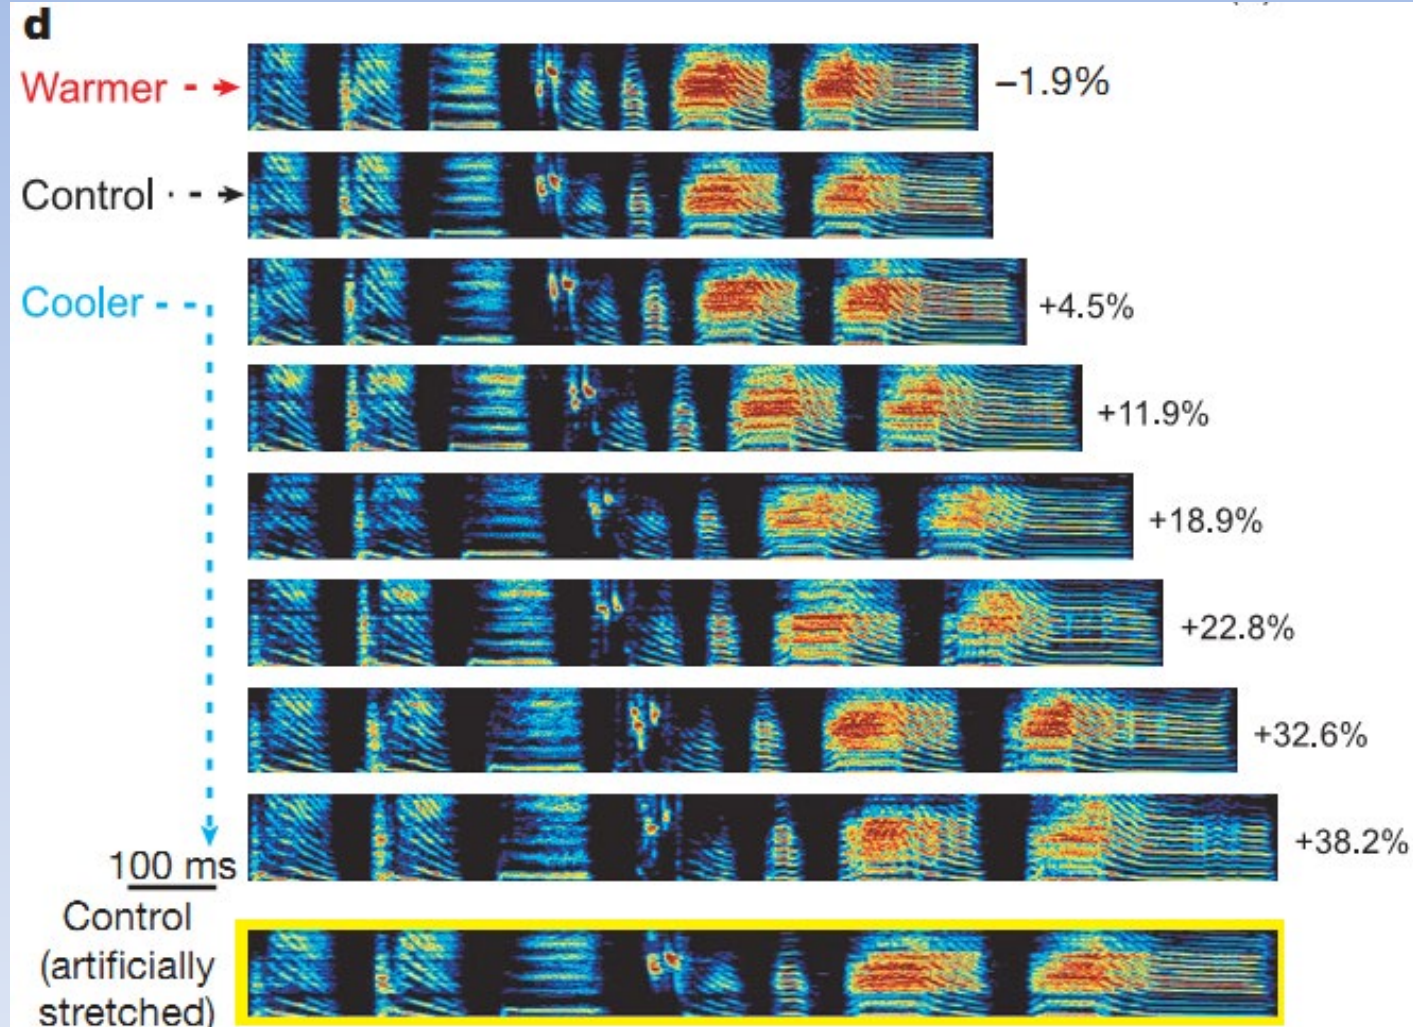 d
Warmer
−1.9%
Control
Cooler
+4.5%
+11.9%
+18.9%
+22.8%
+32.6%
+38.2%
100 ms
Control
(artificially
stretched)